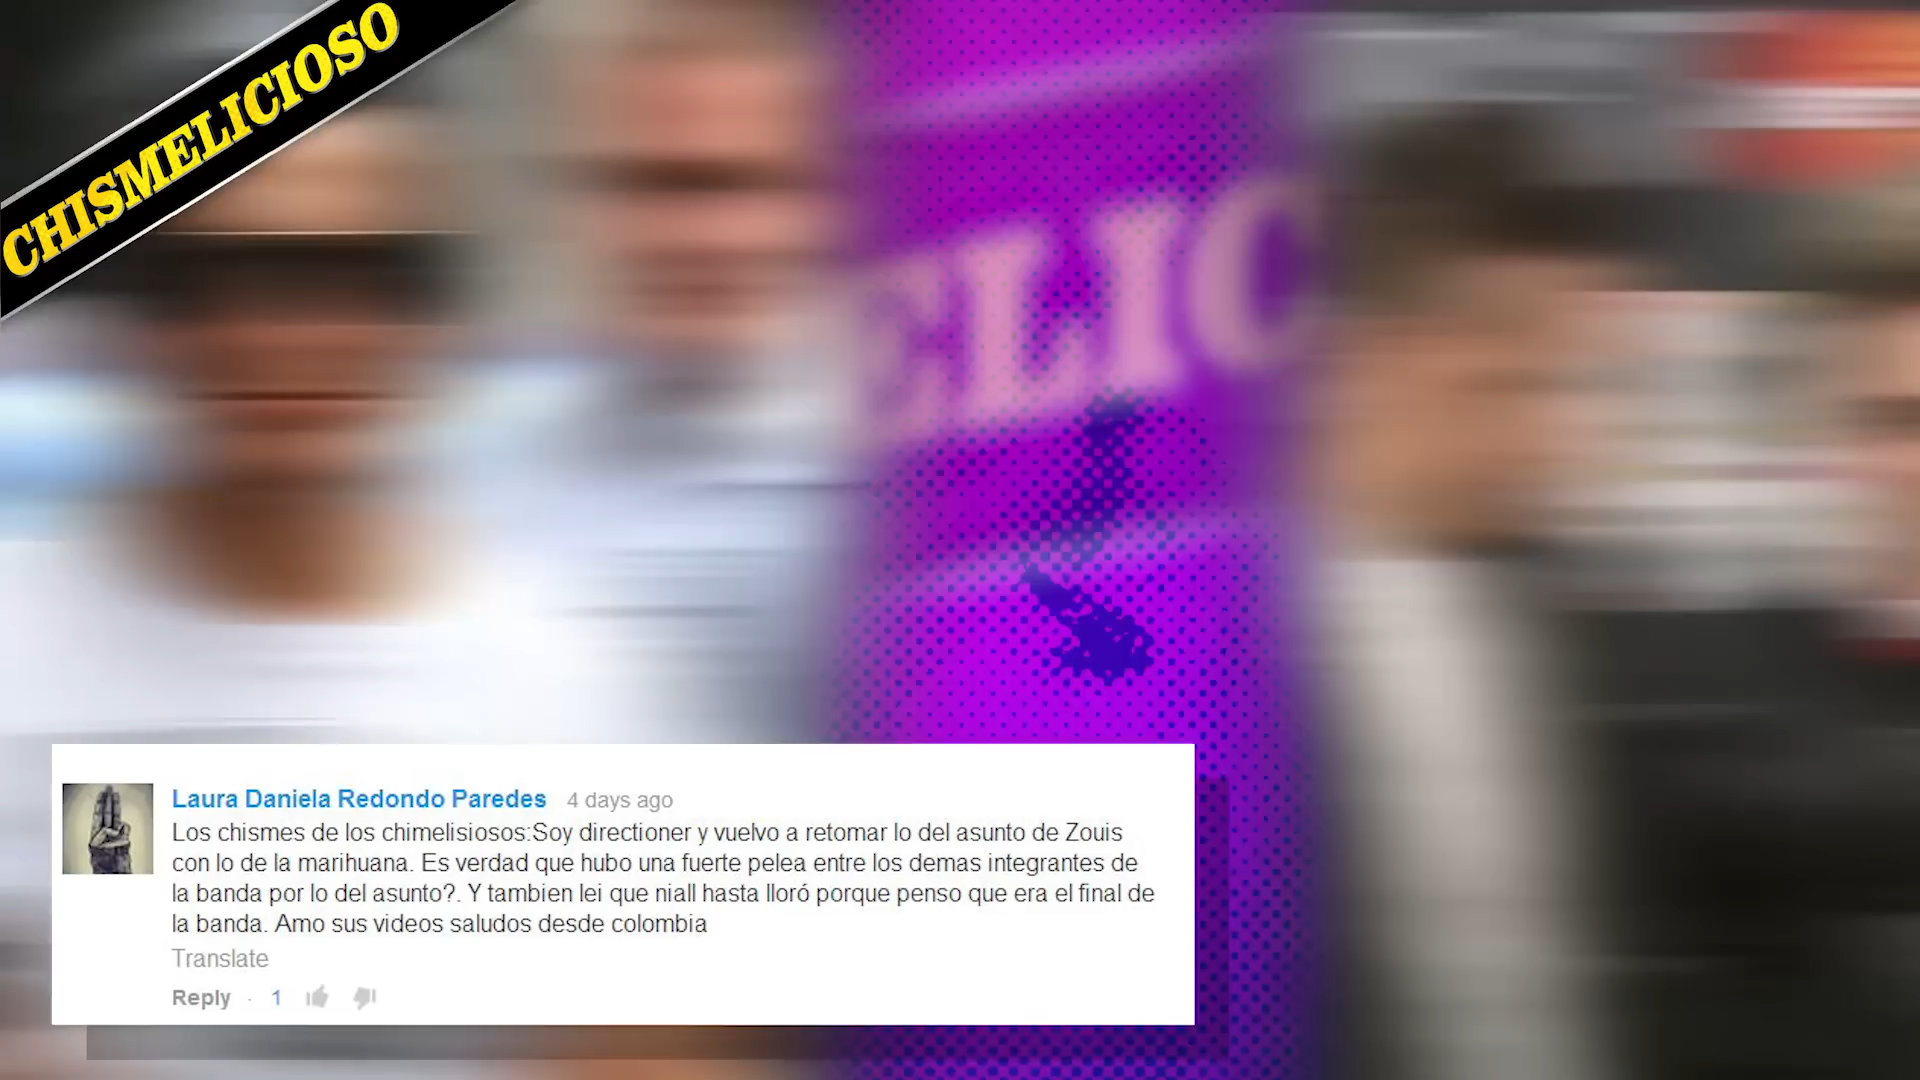 CHISMELICIOSO
ELIC
Laura Daniela Redondo Paredes 4 days ago
Los chismes de los chimelisiosos:Soy directioner y vuelvo a retomar lo del asunto de Zouis
con lo de la marihuana. Es verdad que hubo una fuerte pelea entre los demas integrantes de
la banda por lo del asunto?. Y tambien lei que niall hasta lloró porque penso que era el final de
la banda. Amo sus videos saludos desde colombia
Translate
Reply · 1